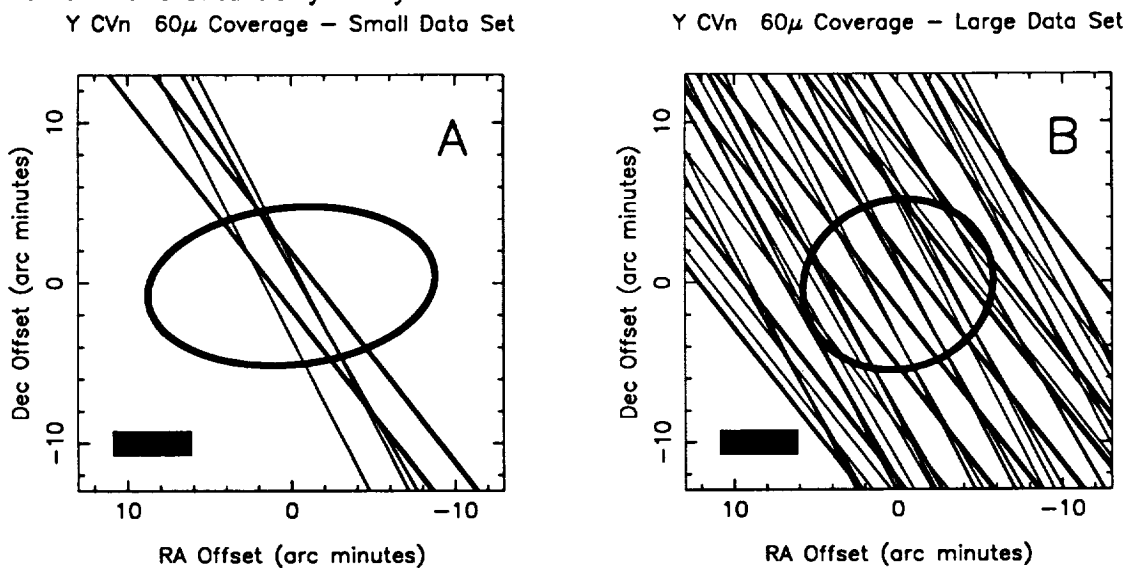 Y CVn 60μ Coverage – Small Data Set
Y CVn 60μ Coverage – Large Data Set
A
B
Dec Offset (arc minutes)
10
0
-10
10
0
-10
RA Offset (arc minutes)
Dec Offset (arc minutes)
10
0
-10
10
0
-10
RA Offset (arc minutes)